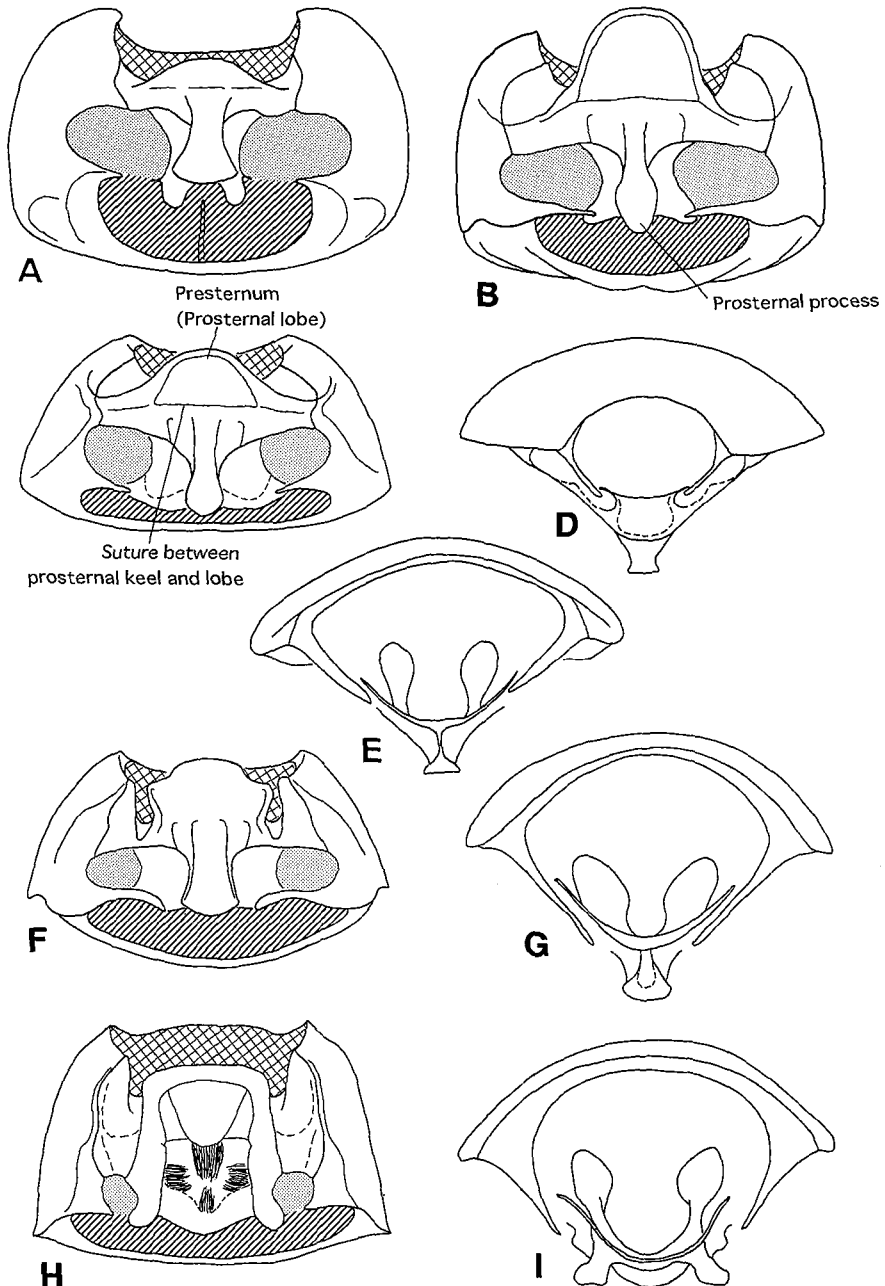 A
B
Prosternal process
Presternum
(Prosternal lobe)
Suture between
prosternal keel and lobe
D
E
F
G
H
I